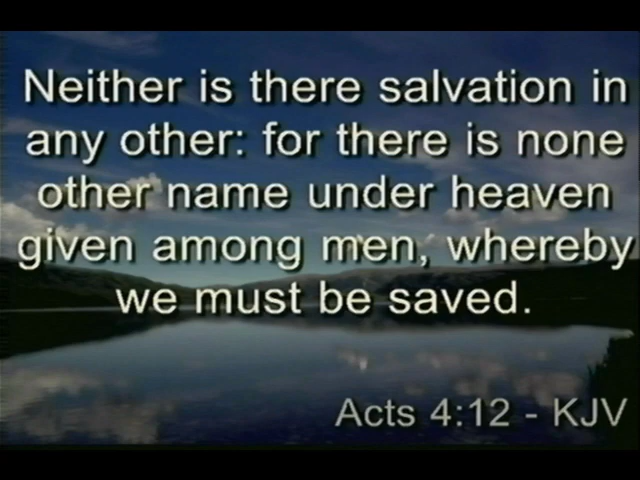 Neither is there salvation in
any other: for there is none
other name under heaven
given among men, whereby
we must be saved.
Acts 4:12 - KJV